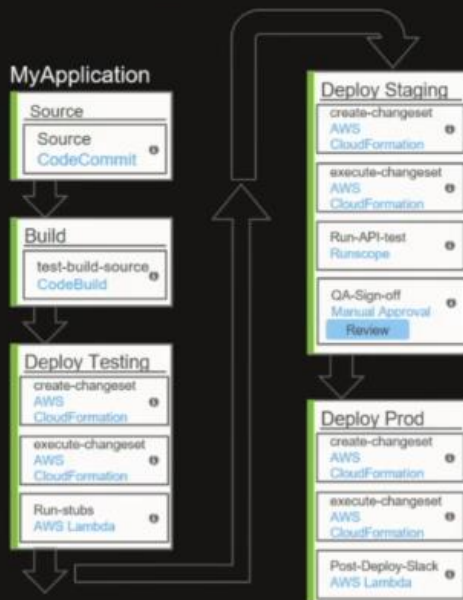 MyApplication
Source
Source
CodeCommit
Build
test-build-source
CodeBuild
Deploy Testing
create-changeset
AWS
CloudFormation
execute-changeset
AWS
CloudFormation
Run-stubs
AWS Lambda
Deploy Staging
create-changeset
AWS
CloudFormation
execute-changeset
AWS
CloudFormation
Run-API-test
Runscope
QA-Sign-off
Manual Approval
Review
Deploy Prod
create-changeset
AWS
CloudFormation
execute-changeset
AWS
CloudFormation
Post-Deploy-Slack
AWS Lambda